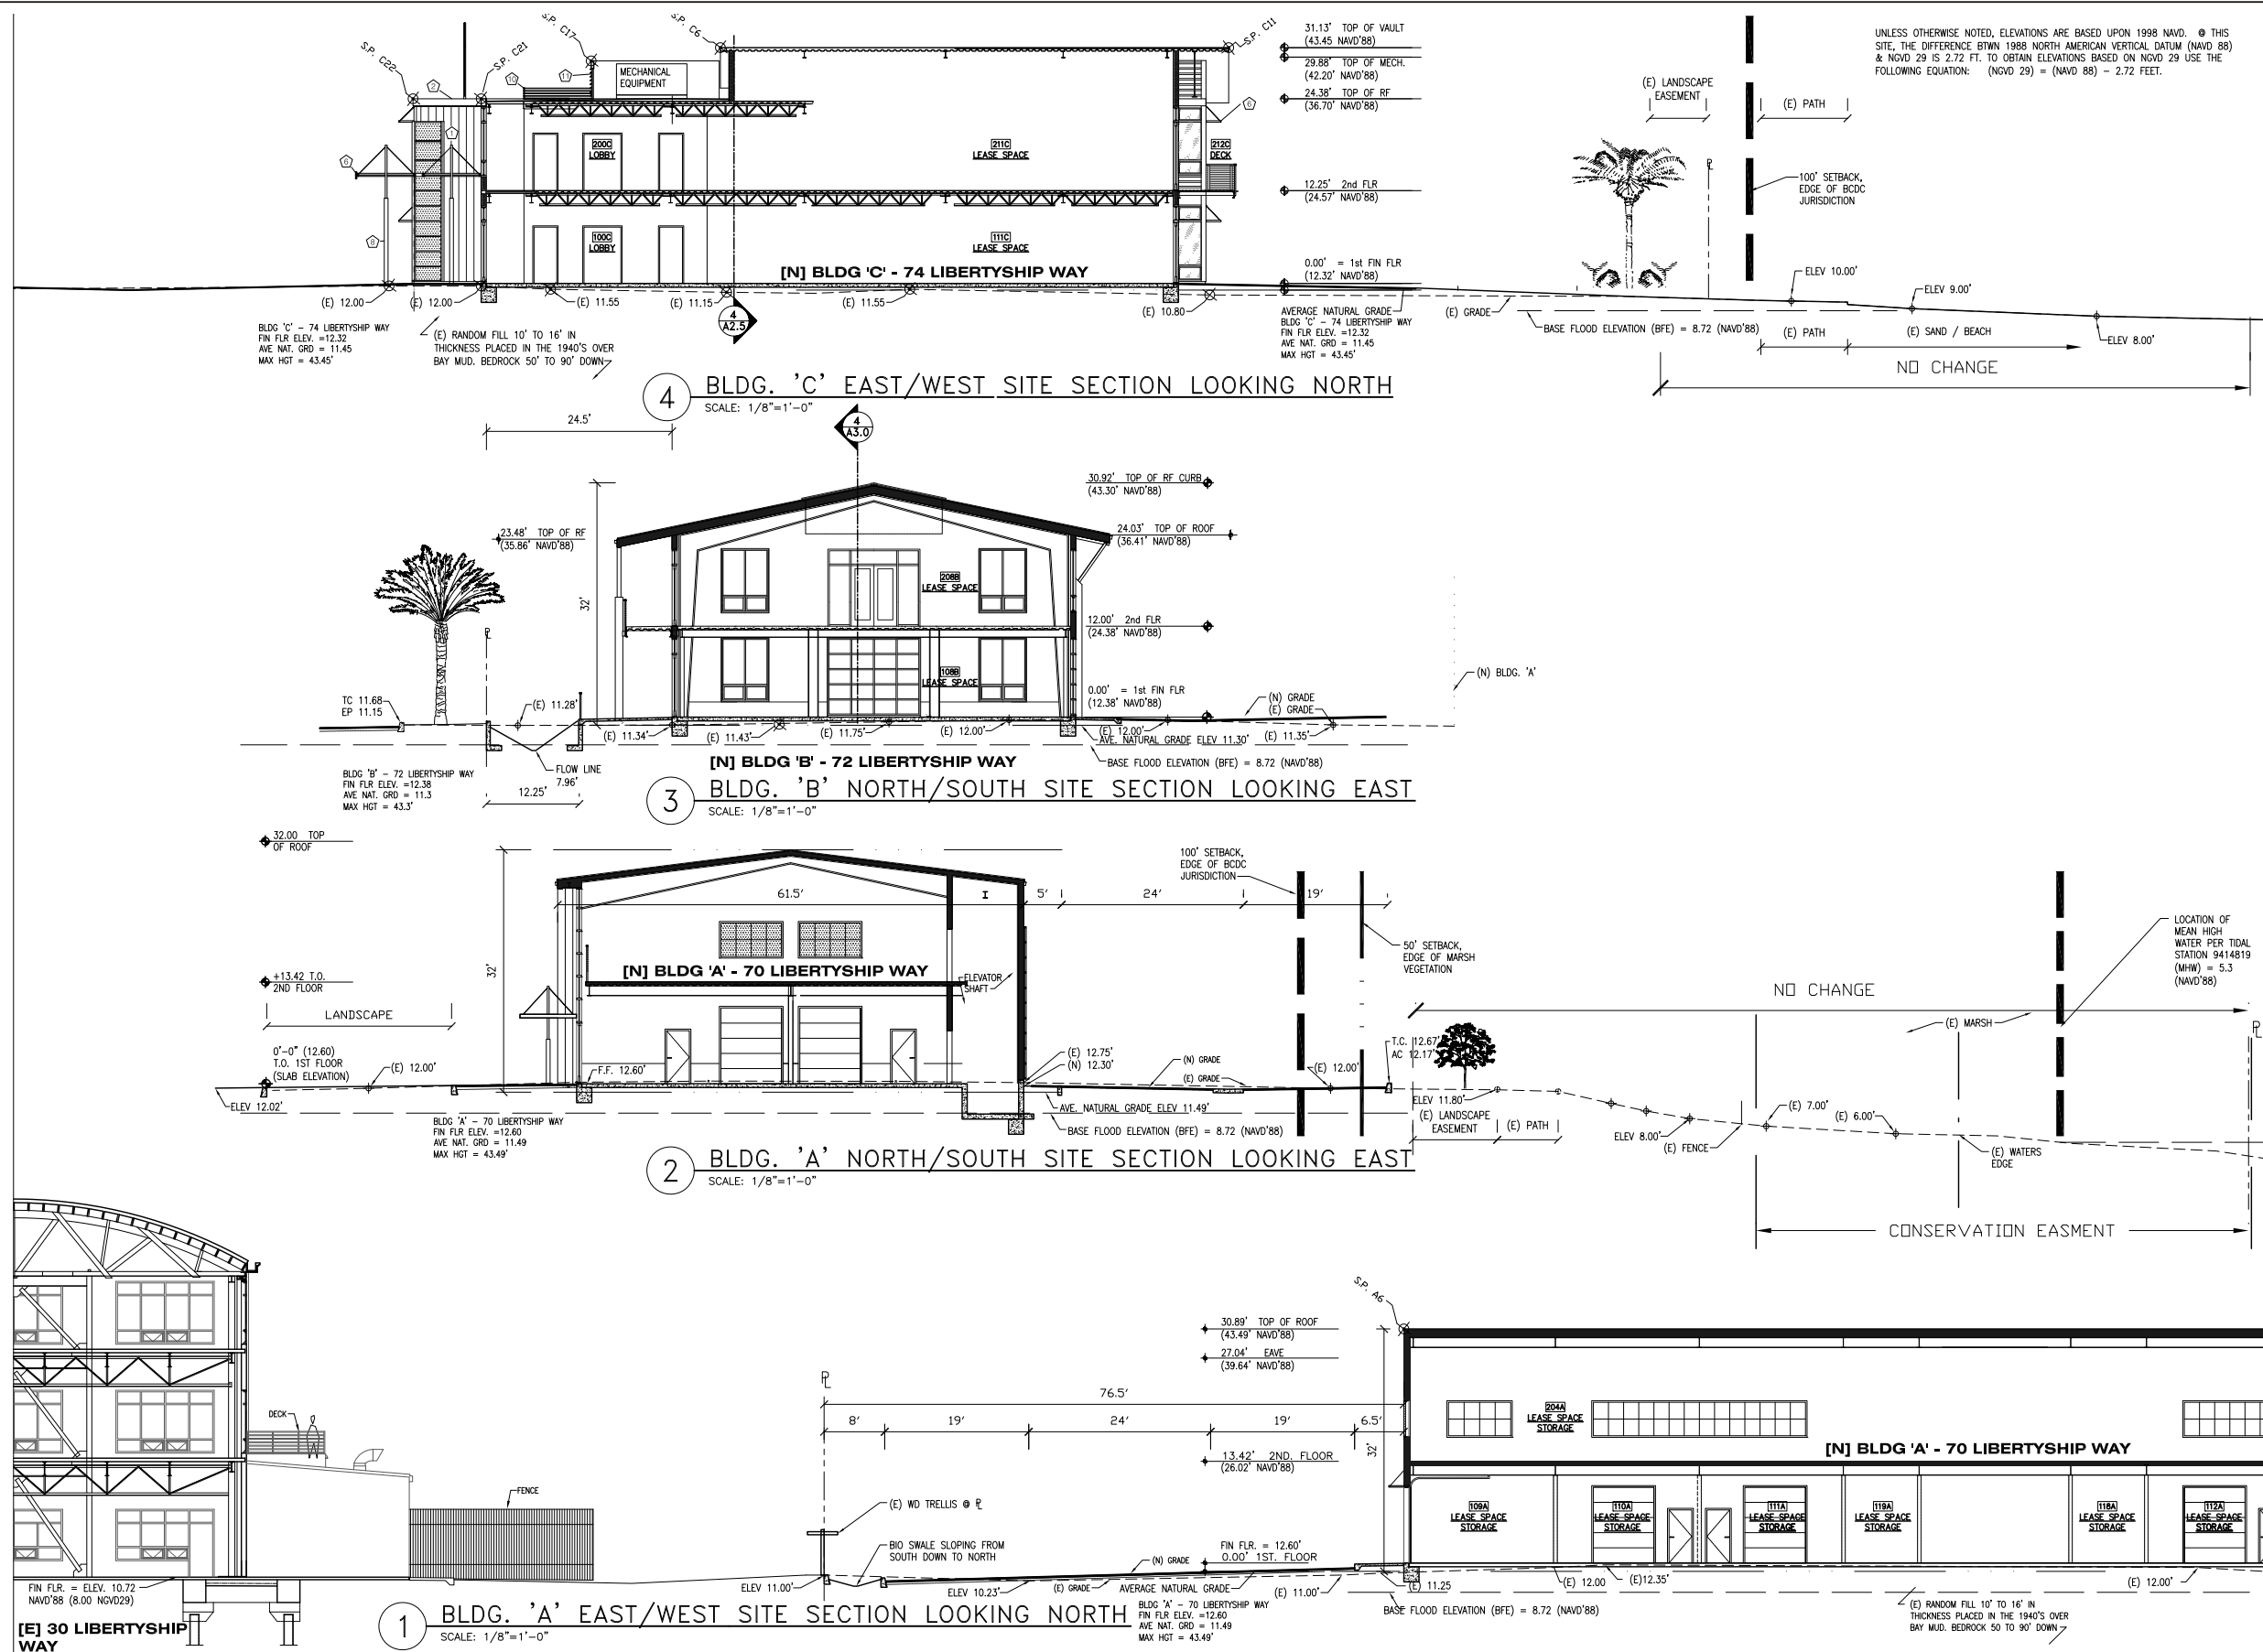 S.P. C22
S.P. C21
S.P. C17
S.P. C6
S.P. C11
2
1
6
8
10
11
6
MECHANICAL
EQUIPMENT
31.13' TOP OF VAULT
(43.45 NAVD'88)
29.88' TOP OF MECH.
(42.20' NAVD'88)
24.38' TOP OF RF
(36.70' NAVD'88)
12.25' 2nd FLR
(24.57' NAVD'88)
0.00' = 1st FIN FLR
(12.32' NAVD'88)
UNLESS OTHERWISE NOTED, ELEVATIONS ARE BASED UPON 1998 NAVD. @ THIS
SITE, THE DIFFERENCE BTWN 1988 NORTH AMERICAN VERTICAL DATUM (NAVD 88)
& NGVD 29 IS 2.72 FT. TO OBTAIN ELEVATIONS BASED ON NGVD 29 USE THE
FOLLOWING EQUATION: (NGVD 29) = (NAVD 88) - 2.72 FEET.
(E) LANDSCAPE
EASEMENT
(E) PATH
PL
100' SETBACK,
EDGE OF BCDC
JURISDICTION
200C
LOBBY
211C
LEASE SPACE
212C
DECK
100C
LOBBY
111C
LEASE SPACE
[N] BLDG 'C' - 74 LIBERTYSHIP WAY
(E) 12.00
(E) 12.00
(E) 11.55
(E) 11.15
(E) 11.55
(E) 10.80
4
A2.5
BLDG 'C' - 74 LIBERTYSHIP WAY
FIN FLR ELEV. =12.32
AVE NAT. GRD = 11.45
MAX HGT = 43.45'
(E) RANDOM FILL 10' TO 16' IN
THICKNESS PLACED IN THE 1940'S OVER
BAY MUD. BEDROCK 50' TO 90' DOWN
AVERAGE NATURAL GRADE
BLDG 'C' - 74 LIBERTYSHIP WAY
FIN FLR ELEV. =12.32
AVE NAT. GRD = 11.45
MAX HGT = 43.45'
(E) GRADE
BASE FLOOD ELEVATION (BFE) = 8.72 (NAVD'88)
ELEV 10.00'
ELEV 9.00'
ELEV 8.00'
(E) PATH
(E) SAND / BEACH
NO CHANGE
4
BLDG. 'C' EAST/WEST SITE SECTION LOOKING NORTH
SCALE: 1/8"=1'-0"
24.5'
4
A3.0
30.92' TOP OF RF CURB
(43.30' NAVD'88)
23.48' TOP OF RF
(35.86' NAVD'88)
24.03' TOP OF ROOF
(36.41' NAVD'88)
32'
208B
LEASE SPACE
12.00' 2nd FLR
(24.38' NAVD'88)
108B
LEASE SPACE
0.00' = 1st FIN FLR
(12.38' NAVD'88)
(N) BLDG. 'A'
(N) GRADE
(E) GRADE
PL
TC 11.68
EP 11.15
(E) 11.28'
(E) 11.34'
(E) 11.43'
(E) 11.75'
(E) 12.00'
(E) 12.00'
(E) 11.35'
AVE. NATURAL GRADE ELEV 11.30'
BASE FLOOD ELEVATION (BFE) = 8.72 (NAVD'88)
FLOW LINE
7.96'
12.25'
BLDG 'B' - 72 LIBERTYSHIP WAY
FIN FLR ELEV. =12.38
AVE NAT. GRD = 11.3
MAX HGT = 43.3'
[N] BLDG 'B' - 72 LIBERTYSHIP WAY
3
BLDG. 'B' NORTH/SOUTH SITE SECTION LOOKING EAST
SCALE: 1/8"=1'-0"
32.00 TOP
OF ROOF
+13.42 T.O.
2ND FLOOR
LANDSCAPE
0'-0" (12.60)
T.O. 1ST FLOOR
(SLAB ELEVATION)
(E) 12.00'
ELEV 12.02'
32'
61.5'
5'
24'
19'
100' SETBACK,
EDGE OF BCDC
JURISDICTION
50' SETBACK,
EDGE OF MARSH
VEGETATION
[N] BLDG 'A' - 70 LIBERTYSHIP WAY
ELEVATOR
SHAFT
F.F. 12.60'
(E) 12.75'
(N) 12.30'
(N) GRADE
(E) GRADE
(E) 12.00'
T.C. 12.67'
AC 12.17'
AVE. NATURAL GRADE ELEV 11.49'
BASE FLOOD ELEVATION (BFE) = 8.72 (NAVD'88)
BLDG 'A' - 70 LIBERTYSHIP WAY
FIN FLR ELEV. =12.60
AVE NAT. GRD = 11.49
MAX HGT = 43.49'
ELEV 11.80'
(E) LANDSCAPE
EASEMENT
(E) PATH
ELEV 8.00'
(E) FENCE
(E) 7.00'
(E) 6.00'
(E) WATERS
EDGE
NO CHANGE
(E) MARSH
LOCATION OF
MEAN HIGH
WATER PER TIDAL
STATION 9414819
(MHW) = 5.3
(NAVD'88)
PL
CONSERVATION EASMENT
2
BLDG. 'A' NORTH/SOUTH SITE SECTION LOOKING EAST
SCALE: 1/8"=1'-0"
DECK
FENCE
FIN FLR. = ELEV. 10.72
NAVD'88 (8.00 NGVD29)
[E] 30 LIBERTYSHIP
WAY
PL
S.P. A6
30.89' TOP OF ROOF
(43.49' NAVD'88)
27.04' EAVE
(39.64' NAVD'88)
76.5'
8'
19'
24'
19'
6.5'
32'
13.42' 2ND. FLOOR
(26.02' NAVD'88)
(E) WD TRELLIS @ PL
BIO SWALE SLOPING FROM
SOUTH DOWN TO NORTH
FIN FLR. = 12.60'
0.00' 1ST. FLOOR
(N) GRADE
ELEV 11.00'
ELEV 10.23'
(E) GRADE
AVERAGE NATURAL GRADE
(E) 11.00'
(E) 11.25
(E) 12.00
(E)12.35'
(E) 12.00'
BLDG 'A' - 70 LIBERTYSHIP WAY
FIN FLR ELEV. =12.60
AVE NAT. GRD = 11.49
MAX HGT = 43.49'
BASE FLOOD ELEVATION (BFE) = 8.72 (NAVD'88)
(E) RANDOM FILL 10' TO 16' IN
THICKNESS PLACED IN THE 1940'S OVER
BAY MUD. BEDROCK 50 TO 90' DOWN
204A
LEASE SPACE
STORAGE
[N] BLDG 'A' - 70 LIBERTYSHIP WAY
109A
LEASE SPACE
STORAGE
110A
LEASE SPACE
STORAGE
111A
LEASE SPACE
STORAGE
119A
LEASE SPACE
STORAGE
118A
LEASE SPACE
STORAGE
112A
LEASE SPACE
STORAGE
1
BLDG. 'A' EAST/WEST SITE SECTION LOOKING NORTH
SCALE: 1/8"=1'-0"